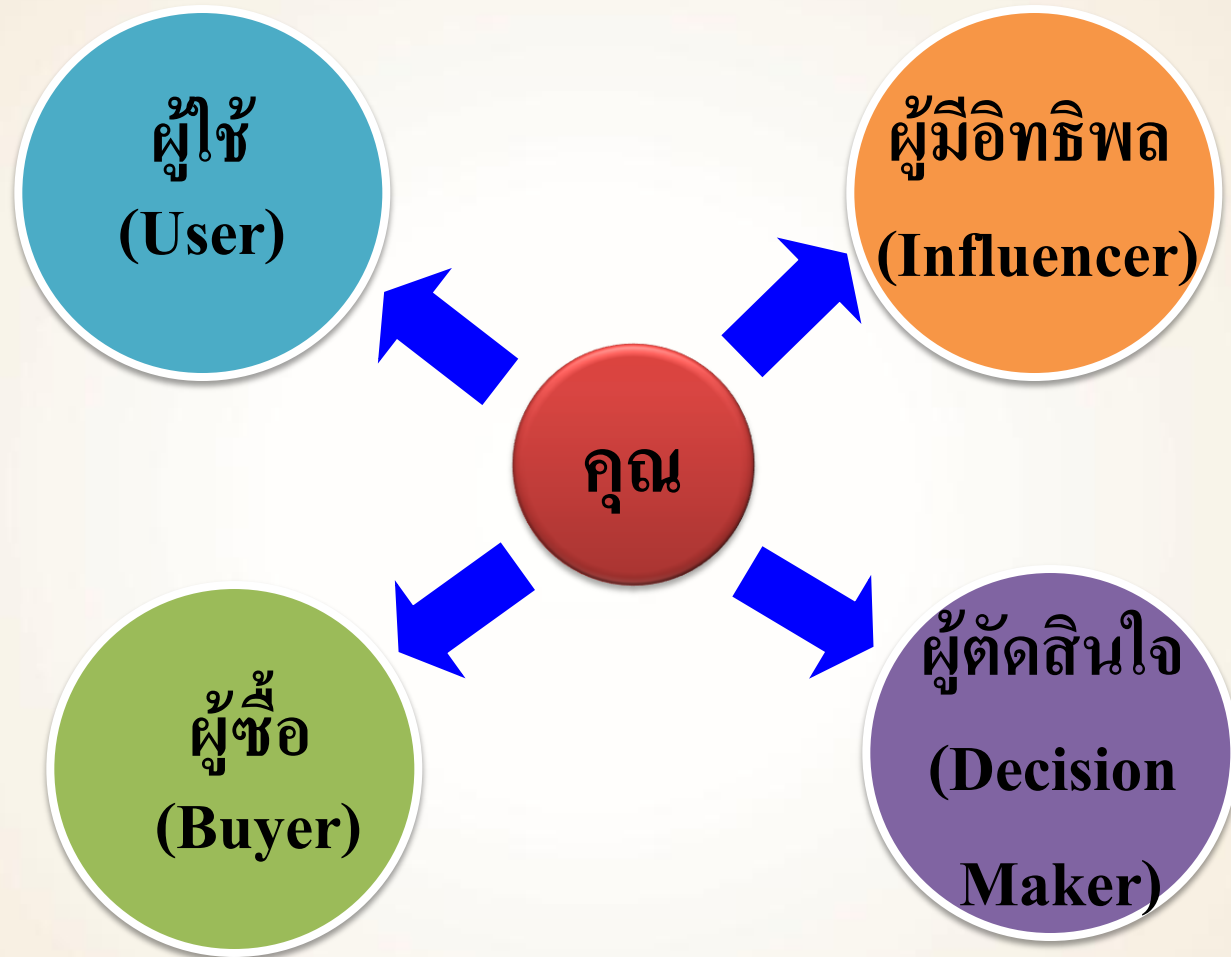 ผู้ใช้
(User)
ผู้มีอิทธิพล
(Influencer)
คุณ
ผู้ซื้อ
(Buyer)
ผู้ตัดสินใจ
(Decision
Maker)